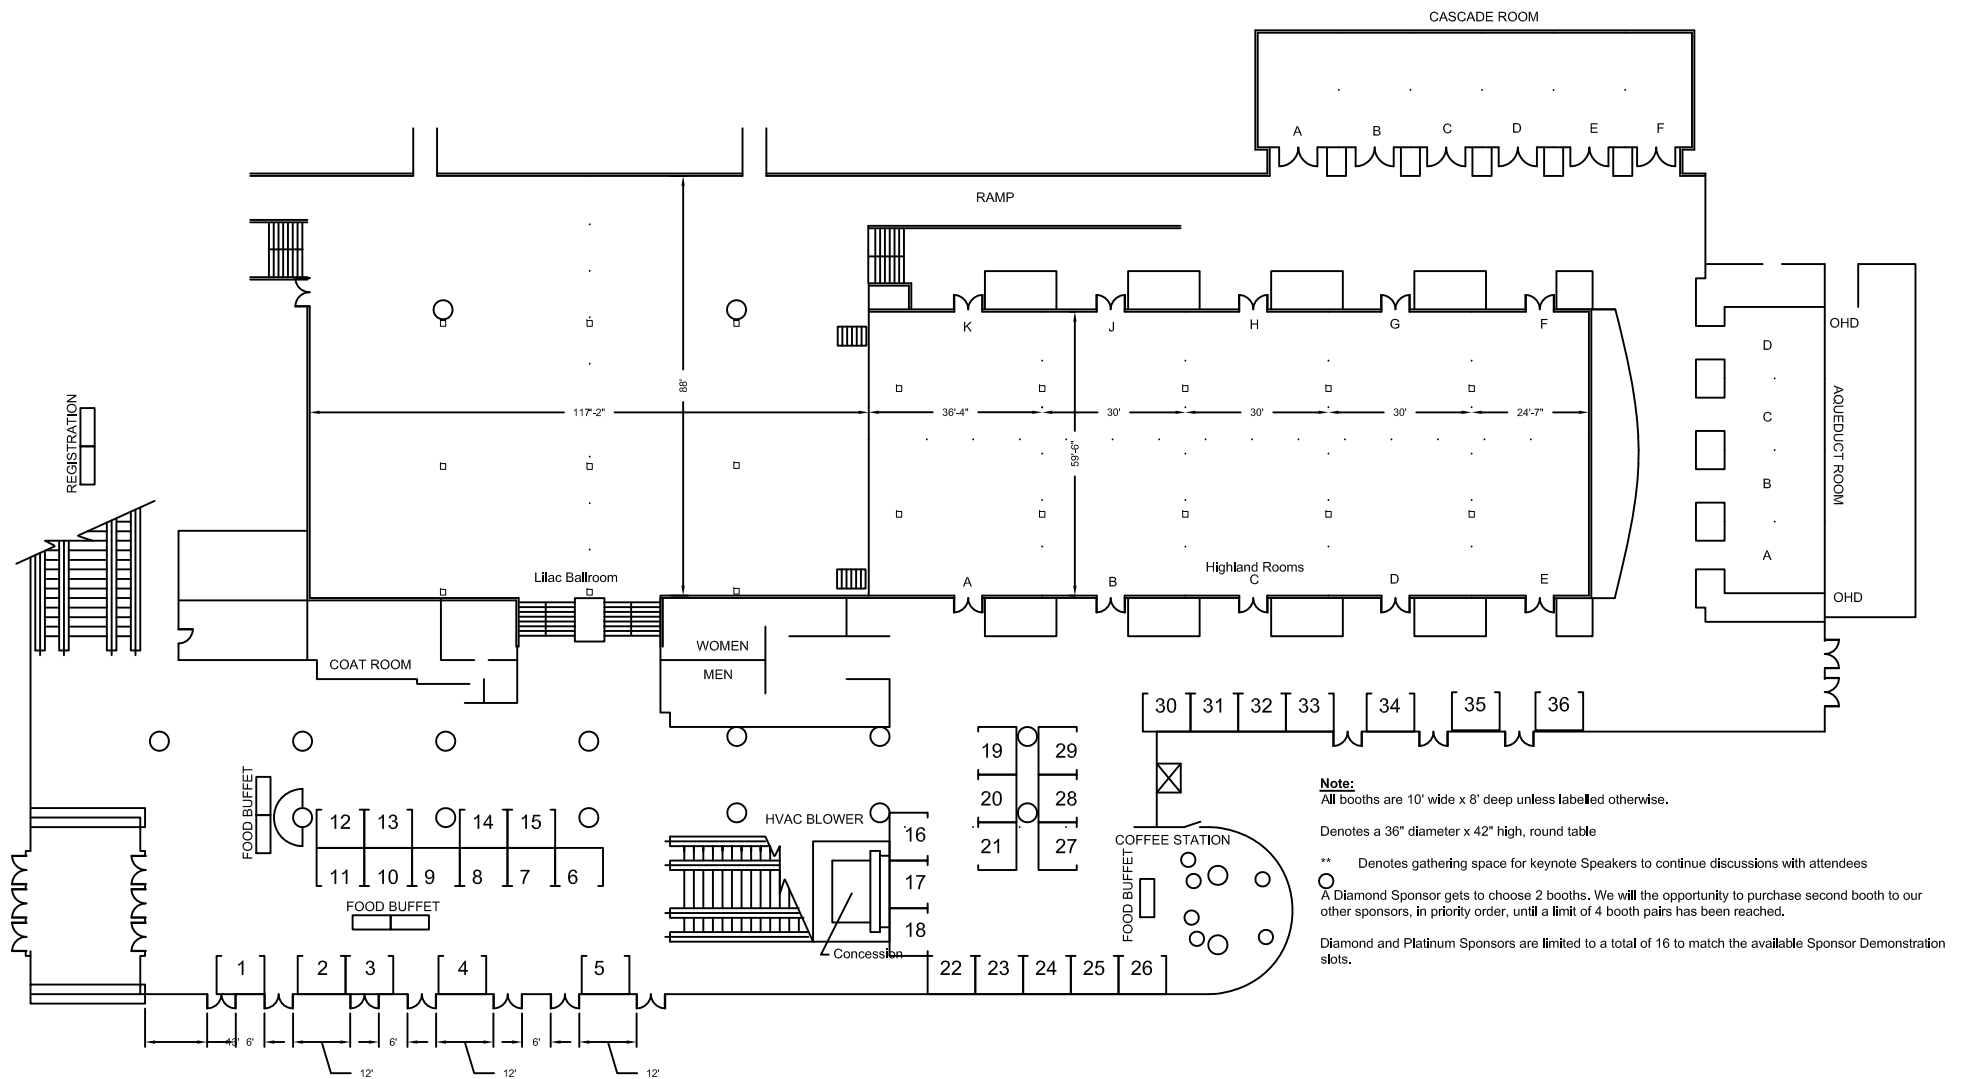 CASCADE ROOM
A
B
C
D
E
F
RAMP
K
J
H
G
F
OHD
D
C
B
A
AQUEDUCT ROOM
OHD
88'
117'-2"
36'-4"
30'
30'
30'
24'-7"
59'-6"
REGISTRATION
Lilac Ballroom
Highland Rooms
A
B
C
D
E
COAT ROOM
WOMEN
MEN
30
31
32
33
34
35
36
19
29
20
28
21
27
FOOD BUFFET
12
13
14
15
11
10
9
8
7
6
FOOD BUFFET
HVAC BLOWER
16
17
18
Concession
COFFEE STATION
FOOD BUFFET
22
23
24
25
26
1
2
3
4
5
6'
6'
6'
12'
12'
12'
Note:
All booths are 10' wide x 8' deep unless labelled otherwise.
Denotes a 36" diameter x 42" high, round table
** Denotes gathering space for keynote Speakers to continue discussions with attendees
A Diamond Sponsor gets to choose 2 booths. We will the opportunity to purchase second booth to our
other sponsors, in priority order, until a limit of 4 booth pairs has been reached.
Diamond and Platinum Sponsors are limited to a total of 16 to match the available Sponsor Demonstration
slots.